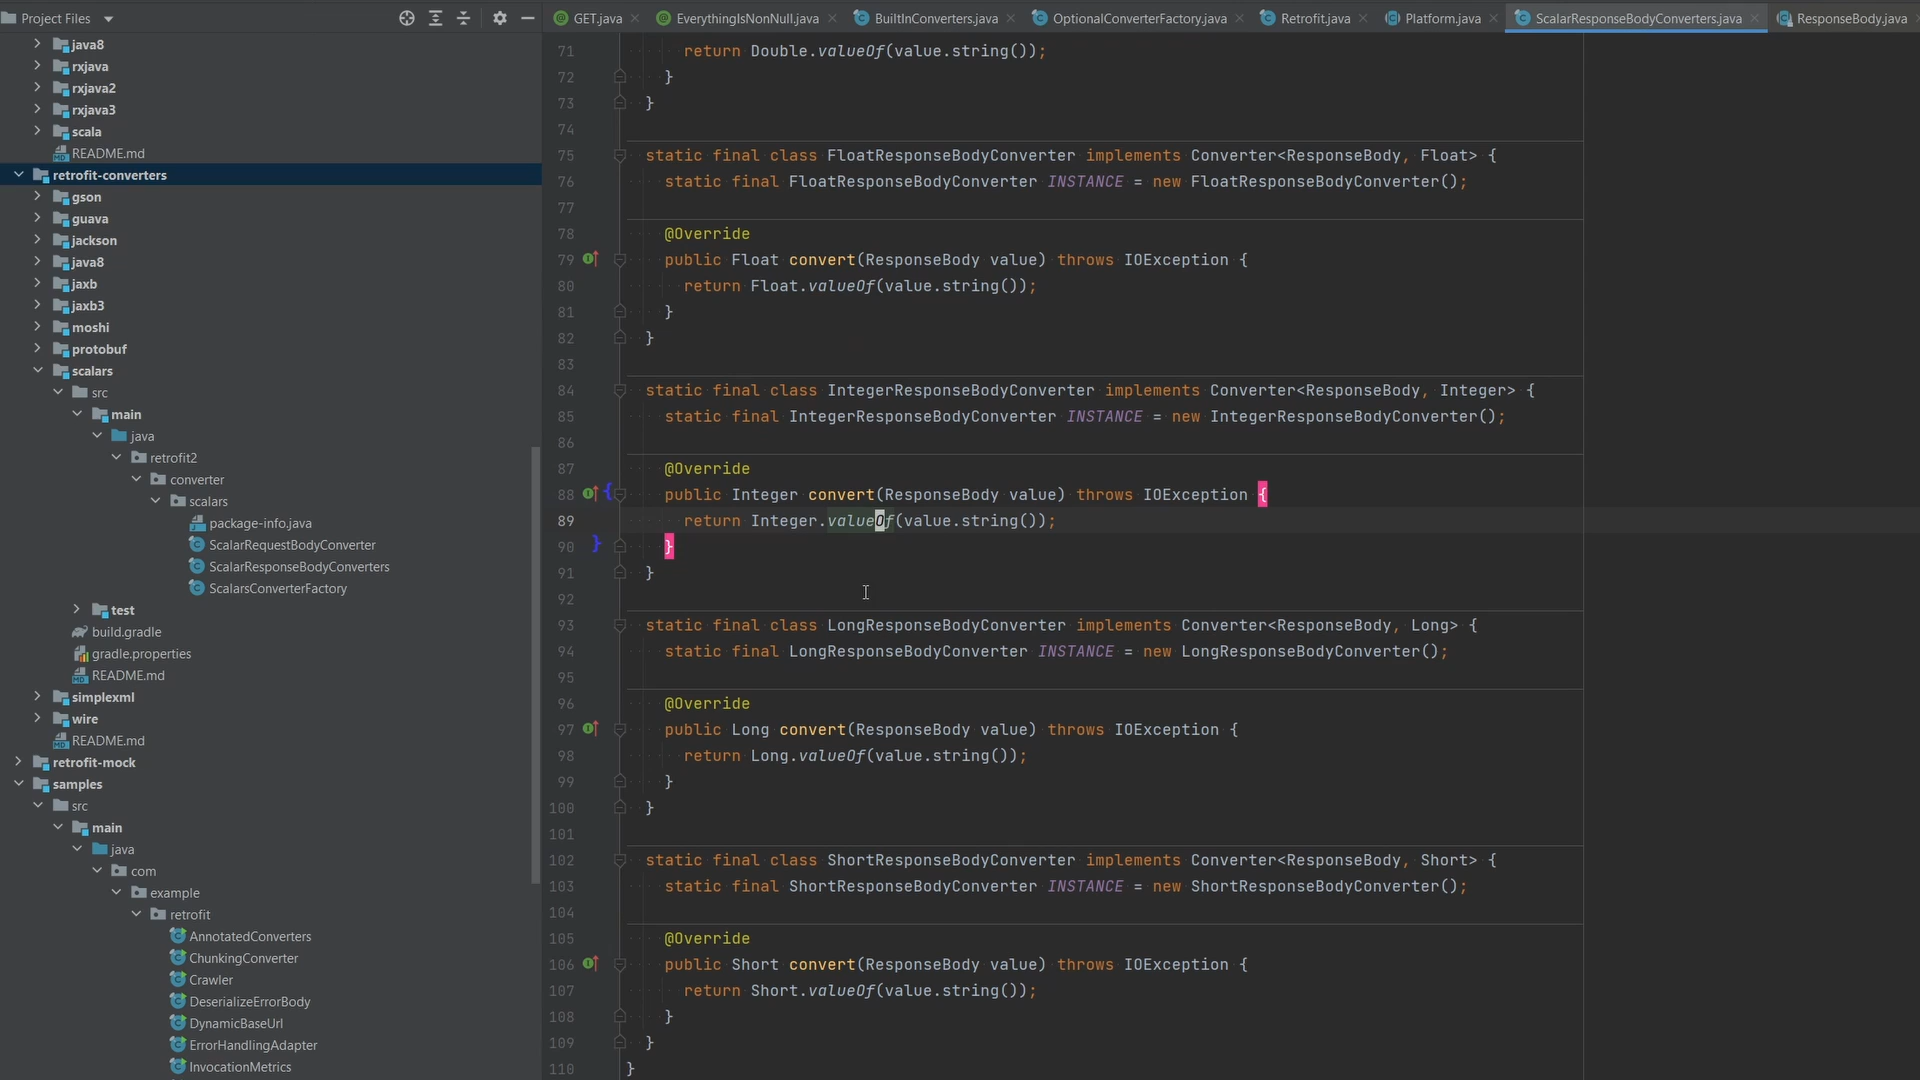 Project Files
java8
rxjava
rxjava2
rxjava3
scala
README.md
retrofit-converters
gson
guava
jackson
java8
jaxb
jaxb3
moshi
protobuf
scalars
src
main
java
retrofit2
converter
scalars
package-info.java
ScalarRequestBodyConverter
ScalarResponseBodyConverters
ScalarsConverterFactory
test
build.gradle
gradle.properties
README.md
simplexml
wire
README.md
retrofit-mock
samples
src
main
java
com
example
retrofit
AnnotatedConverters
ChunkingConverter
Crawler
DeserializeErrorBody
DynamicBaseUrl
ErrorHandlingAdapter
InvocationMetrics
GET.java EverythingIsNonNull.java BuiltInConverters.java OptionalConverterFactory.java Retrofit.java Platform.java ScalarResponseBodyConverters.java ResponseBody.java
71 return Double.valueOf(value.string());
72 }
73 }
74
75 static final class FloatResponseBodyConverter implements Converter<ResponseBody, Float> {
76 static final FloatResponseBodyConverter INSTANCE = new FloatResponseBodyConverter();
77
78 @Override
79 public Float convert(ResponseBody value) throws IOException {
80 return Float.valueOf(value.string());
81 }
82 }
83
84 static final class IntegerResponseBodyConverter implements Converter<ResponseBody, Integer> {
85 static final IntegerResponseBodyConverter INSTANCE = new IntegerResponseBodyConverter();
86
87 @Override
88 { public Integer convert(ResponseBody value) throws IOException {
89 return Integer.valueOf(value.string());
90 } }
91 }
92
93 static final class LongResponseBodyConverter implements Converter<ResponseBody, Long> {
94 static final LongResponseBodyConverter INSTANCE = new LongResponseBodyConverter();
95
96 @Override
97 public Long convert(ResponseBody value) throws IOException {
98 return Long.valueOf(value.string());
99 }
100 }
101
102 static final class ShortResponseBodyConverter implements Converter<ResponseBody, Short> {
103 static final ShortResponseBodyConverter INSTANCE = new ShortResponseBodyConverter();
104
105 @Override
106 public Short convert(ResponseBody value) throws IOException {
107 return Short.valueOf(value.string());
108 }
109 }
110 }